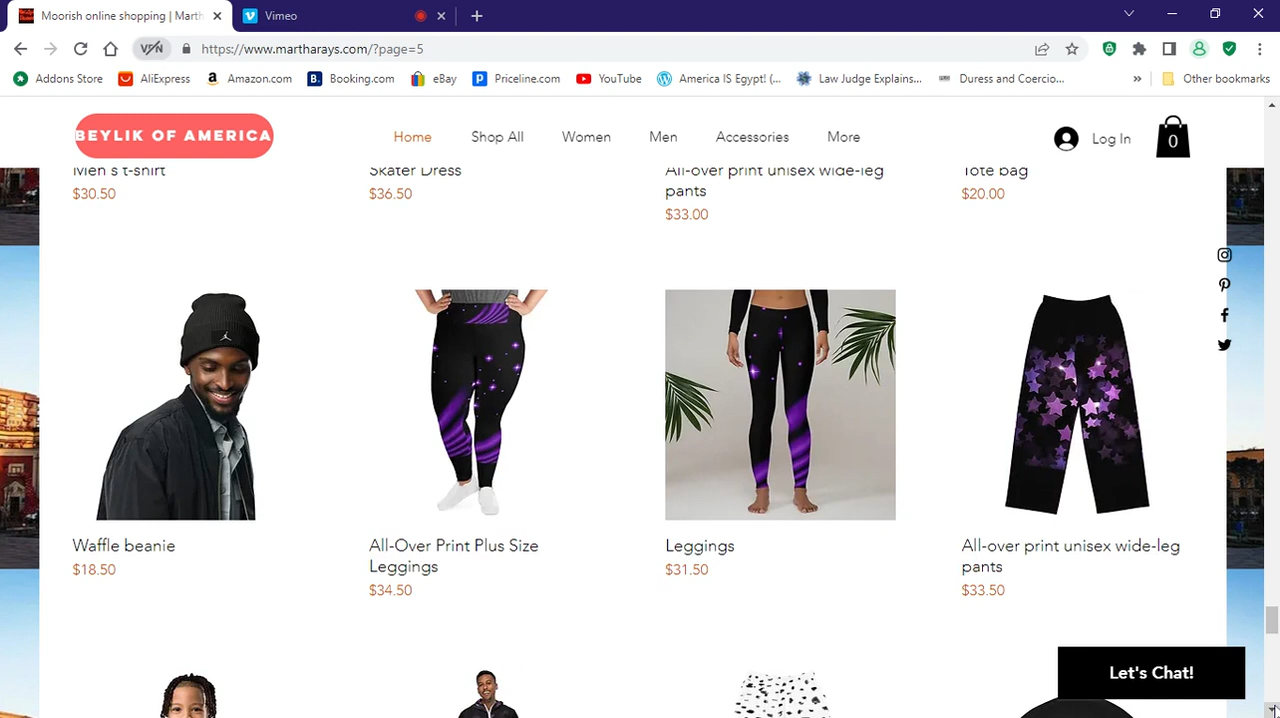 Moorish online shopping | Marth
Vimeo
VPN
https://www.martharays.com/?page=5
Addons Store
AliExpress
Amazon.com
Booking.com
eBay
Priceline.com
YouTube
America IS Egypt! (...
Law Judge Explains...
Duress and Coercio...
»
Other bookmarks
BEYLIK OF AMERICA
Home
Shop All
Women
Men
Accessories
More
Log In
0
Men's t-shirt
$30.50
Skater Dress
$36.50
All-over print unisex wide-leg
pants
$33.00
Tote bag
$20.00
Waffle beanie
$18.50
All-Over Print Plus Size
Leggings
$34.50
Leggings
$31.50
All-over print unisex wide-leg
pants
$33.50
Let's Chat!